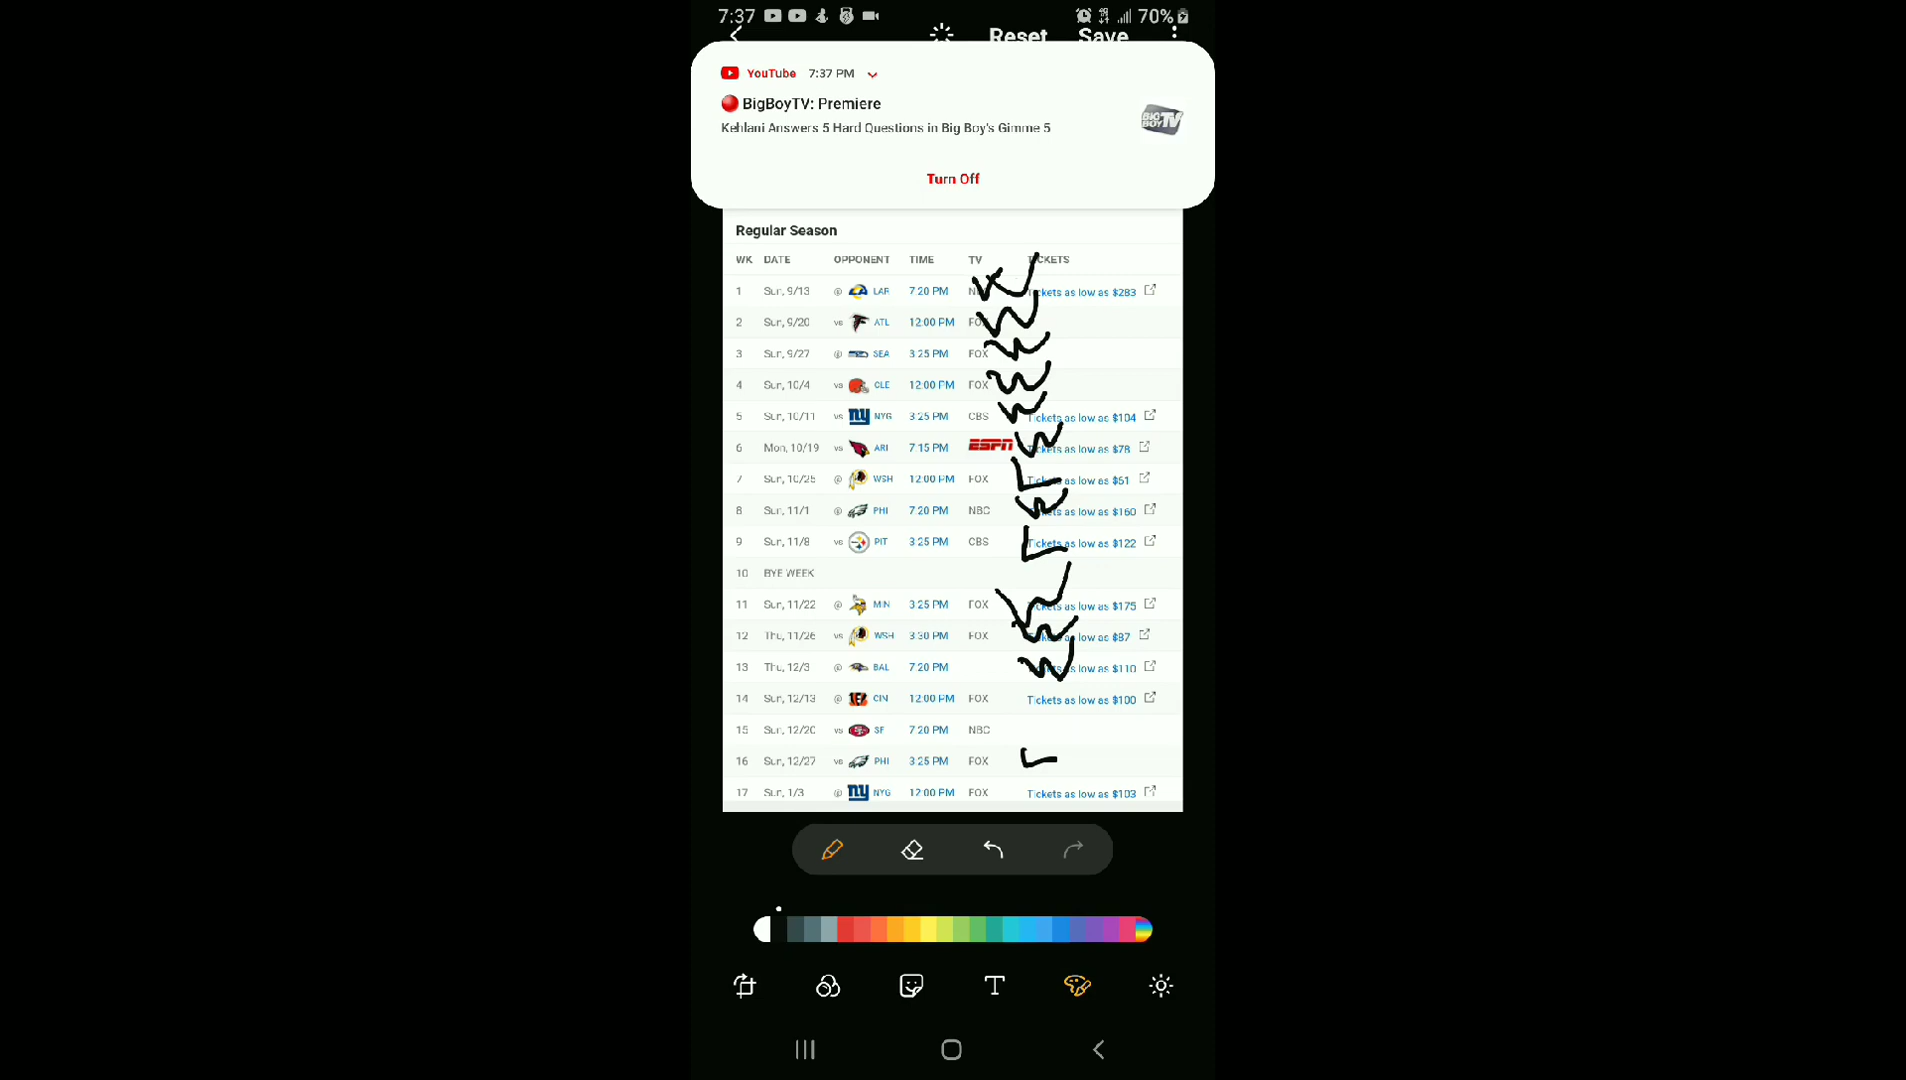 7:37 70%
Reset Save
YouTube 7:37 PM
BigBoyTV: Premiere
Kehlani Answers 5 Hard Questions in Big Boy's Gimme 5
BIG BOY TV
Turn Off
Regular Season
WK DATE OPPONENT TIME TV TICKETS
1 Sun, 9/13 @ LAR 7:20 PM W Tickets as low as $283
2 Sun, 9/20 vs ATL 12:00 PM FOX W
3 Sun, 9/27 @ SEA 3:25 PM FOX W
4 Sun, 10/4 vs CLE 12:00 PM FOX W
5 Sun, 10/11 vs NYG 3:25 PM CBS W Tickets as low as $104
6 Mon, 10/19 vs ARI 7:15 PM ESPN W Tickets as low as $78
7 Sun, 10/25 @ WSH 12:00 PM FOX L Tickets as low as $61
8 Sun, 11/1 @ PHI 7:20 PM NBC W Tickets as low as $160
9 Sun, 11/8 vs PIT 3:25 PM CBS L Tickets as low as $122
10 BYE WEEK
11 Sun, 11/22 @ MIN 3:25 PM FOX W Tickets as low as $175
12 Thu, 11/26 vs WSH 3:30 PM FOX W Tickets as low as $87
13 Thu, 12/3 @ BAL 7:20 PM W Tickets as low as $110
14 Sun, 12/13 @ CIN 12:00 PM FOX Tickets as low as $100
15 Sun, 12/20 vs SF 7:20 PM NBC
16 Sun, 12/27 vs PHI 3:25 PM FOX L
17 Sun, 1/3 @ NYG 12:00 PM FOX Tickets as low as $103
T